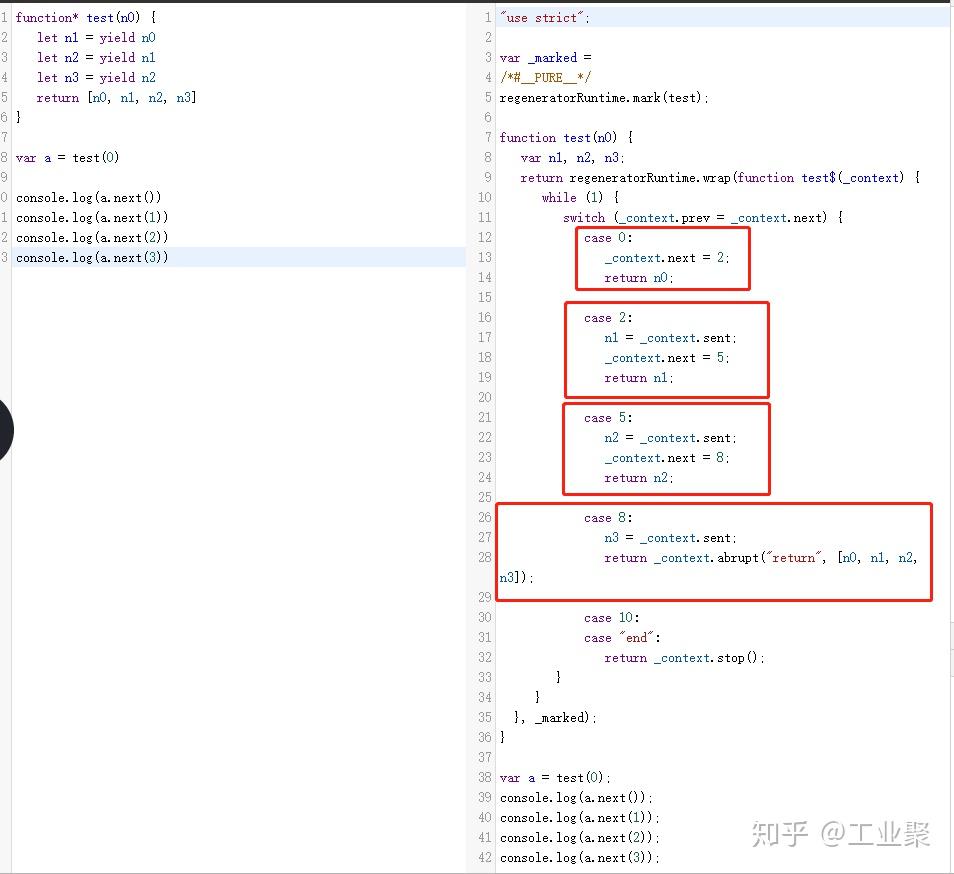 1 function* test(n0) {
2 let n1 = yield n0
3 let n2 = yield n1
4 let n3 = yield n2
5 return [n0, n1, n2, n3]
6 }
7
8 var a = test(0)
9
0 console.log(a.next())
1 console.log(a.next(1))
2 console.log(a.next(2))
3 console.log(a.next(3))
1 "use strict";
2
3 var _marked =
4 /*#__PURE__*/
5 regeneratorRuntime.mark(test);
6
7 function test(n0) {
8 var n1, n2, n3;
9 return regeneratorRuntime.wrap(function test$(_context) {
10 while (1) {
11 switch (_context.prev = _context.next) {
12 case 0:
13 _context.next = 2;
14 return n0;
15
16 case 2:
17 n1 = _context.sent;
18 _context.next = 5;
19 return n1;
20
21 case 5:
22 n2 = _context.sent;
23 _context.next = 8;
24 return n2;
25
26 case 8:
27 n3 = _context.sent;
28 return _context.abrupt("return", [n0, n1, n2,
n3]);
29
30 case 10:
31 case "end":
32 return _context.stop();
33 }
34 }
35 }, _marked);
36 }
37
38 var a = test(0);
39 console.log(a.next());
40 console.log(a.next(1));
41 console.log(a.next(2));
42 console.log(a.next(3));
知乎 @工业聚